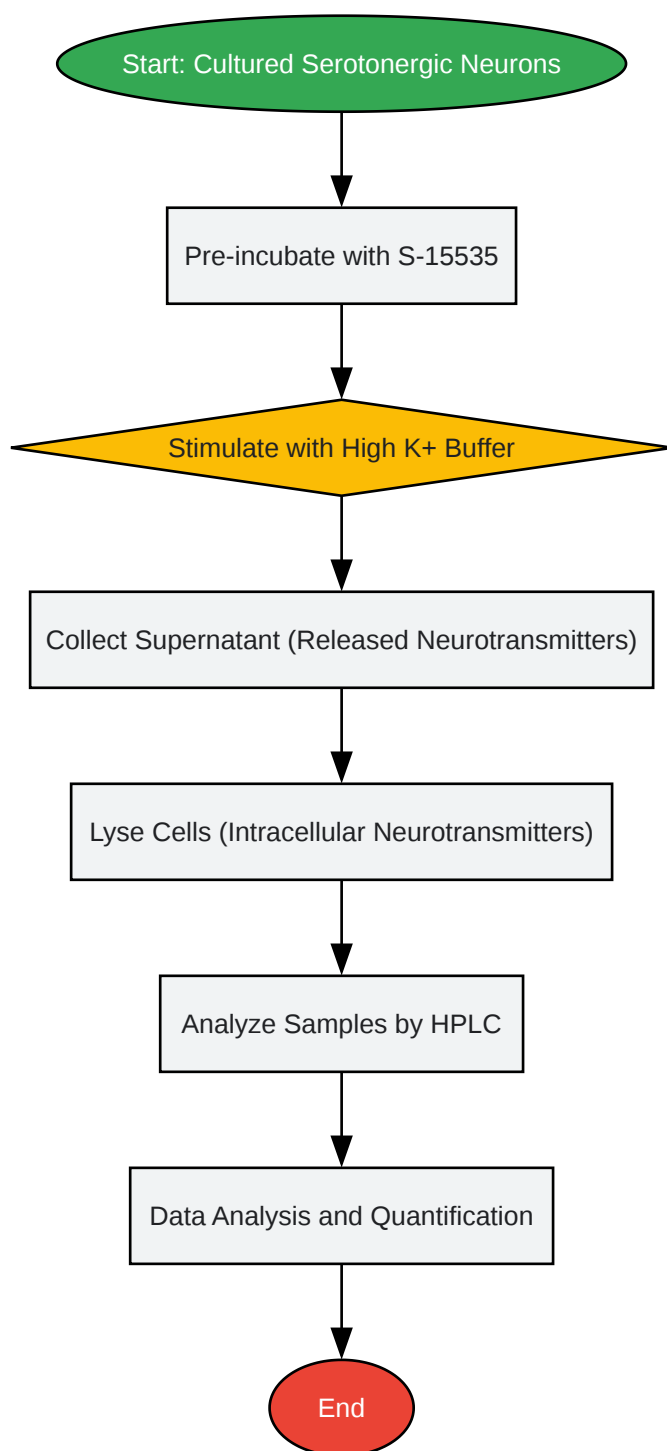 Start: Cultured Serotonergic Neurons
Pre-incubate with S-15535
Stimulate with High K+ Buffer
Collect Supernatant (Released Neurotransmitters)
Lyse Cells (Intracellular Neurotransmitters)
Analyze Samples by HPLC
Data Analysis and Quantification
End